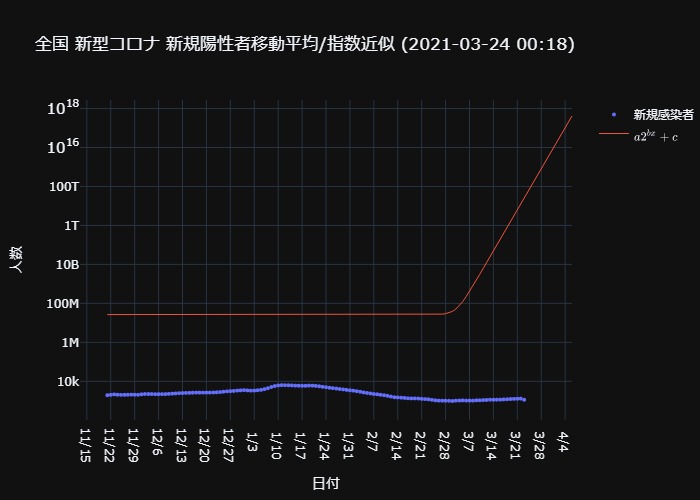 全国 新型コロナ 新規陽性者移動平均/指数近似 (2021-03-24 00:18)
10^18
10^16
100T
1T
10B
100M
1M
10k
人数
11/15
11/22
11/29
12/6
12/13
12/20
12/27
1/3
1/10
1/17
1/24
1/31
2/7
2/14
2/21
2/28
3/7
3/14
3/21
3/28
4/4
日付
新規感染者
a2^{bx} + c